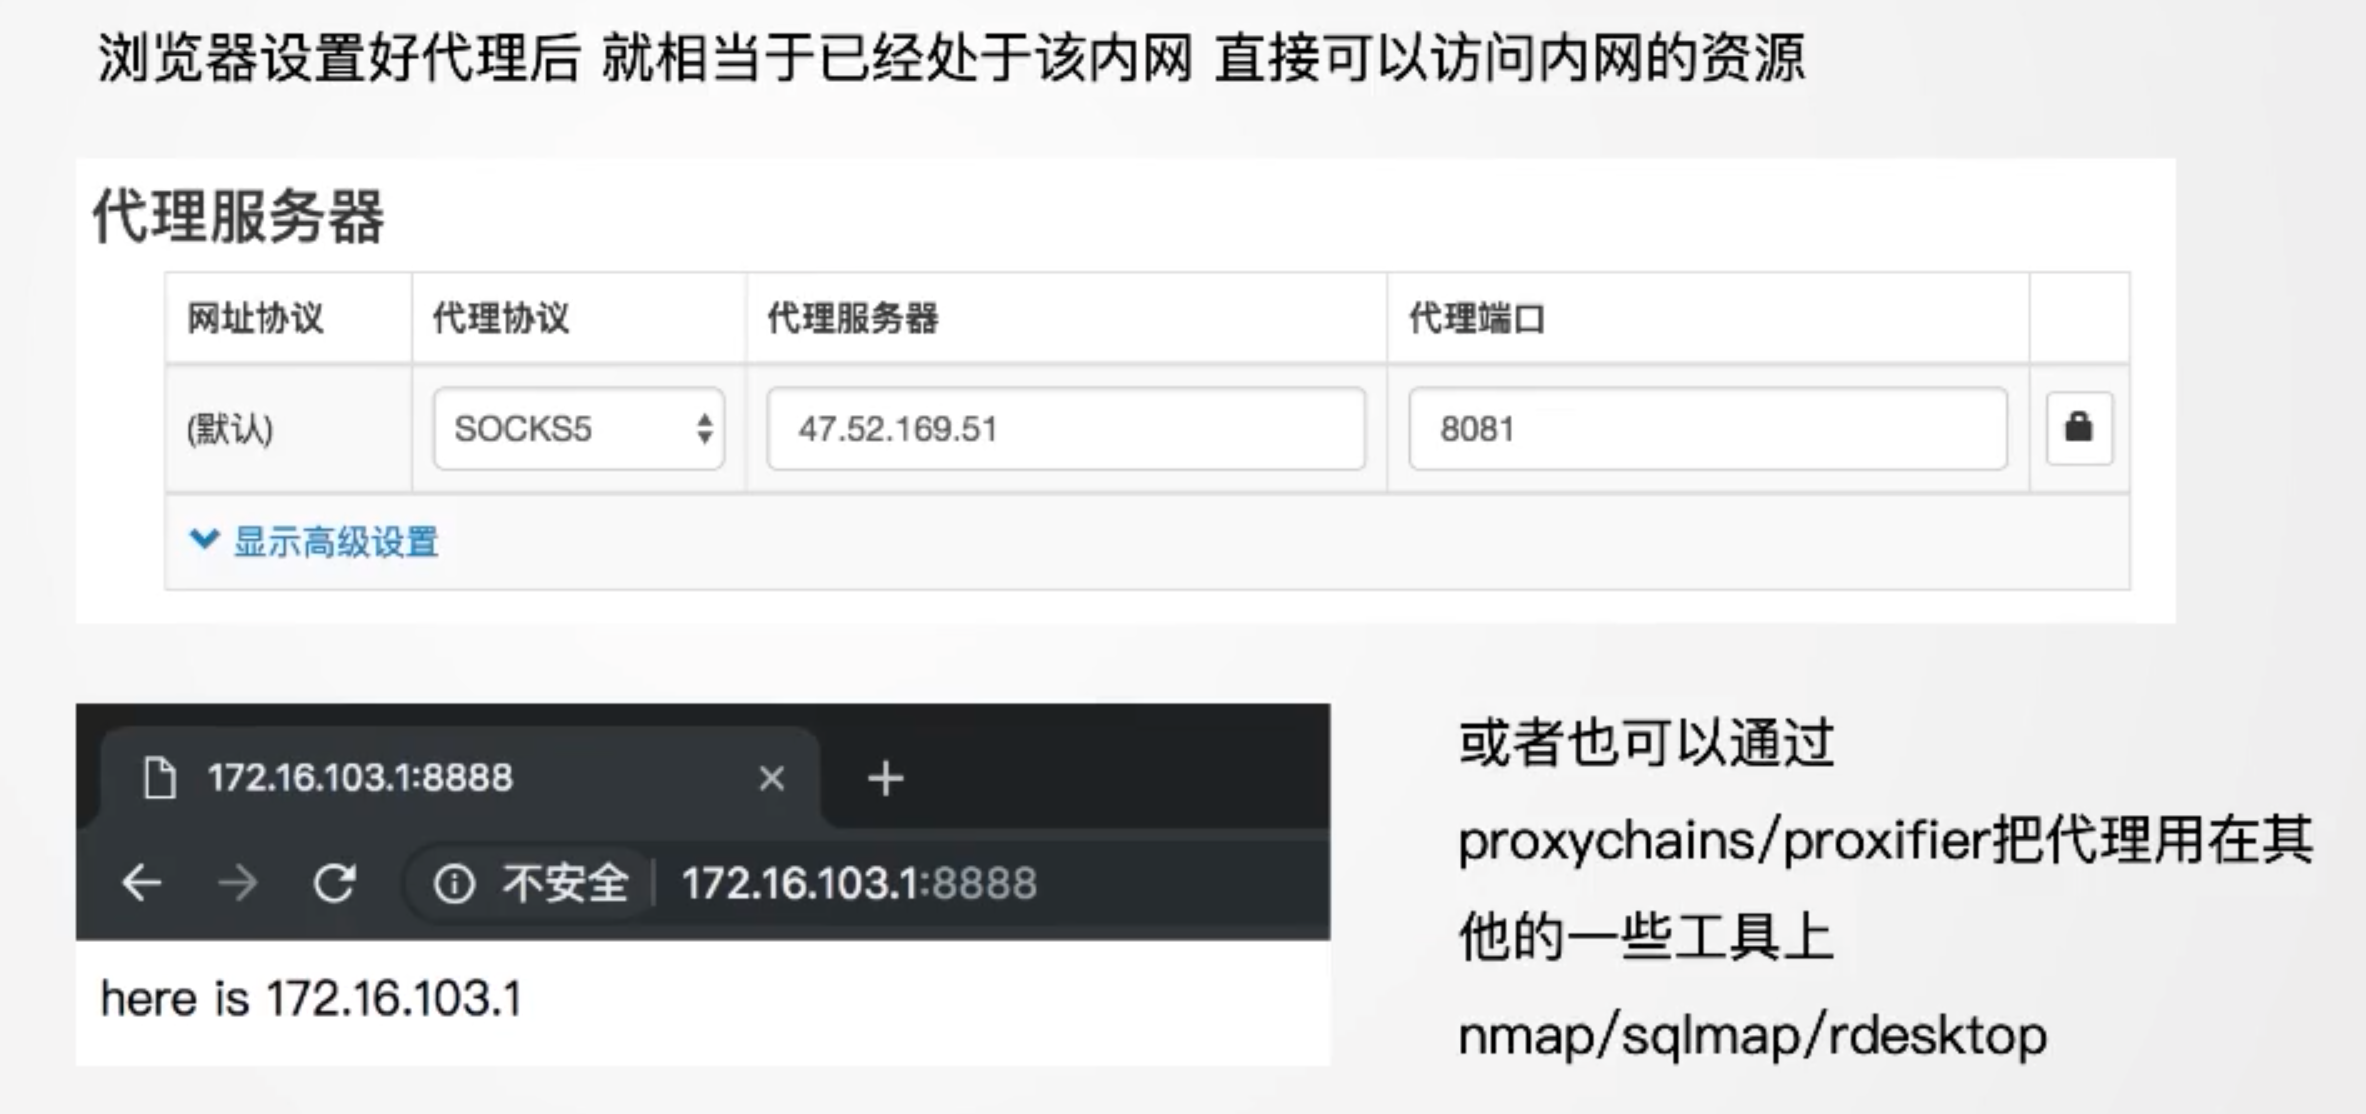 浏览器设置好代理后 就相当于已经处于该内网 直接可以访问内网的资源
代理服务器
网址协议 代理协议 代理服务器 代理端口
(默认) SOCKS5 47.52.169.51 8081
显示高级设置
172.16.103.1:8888
不安全 172.16.103.1:8888
here is 172.16.103.1
或者也可以通过
proxychains/proxifier把代理用在其
他的一些工具上
nmap/sqlmap/rdesktop